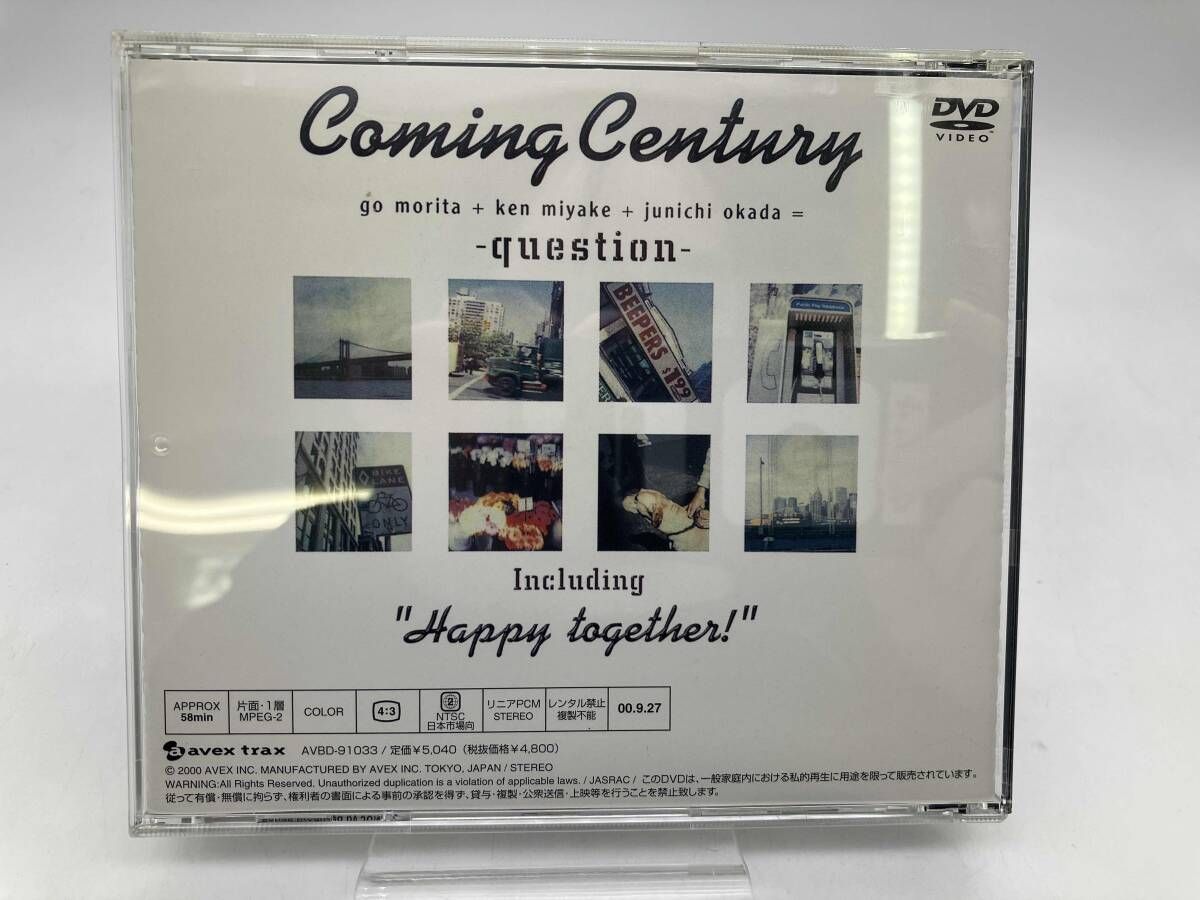 Coming Century
DVD
VIDEO
go morita + ken miyake + junichi okada =
-question-
BEEPERS
$1.99
BIKE
LANE
ONLY
Including
"Happy together!"
APPROX
58min
片面・1層
MPEG-2
COLOR
4:3
2
NTSC
日本市場向
リニアPCM
STEREO
レンタル禁止
複製不能
00.9.27
avex trax AVBD-91033 / 定価¥5,040(税抜価格¥4,800)
© 2000 AVEX INC. MANUFACTURED BY AVEX INC. TOKYO, JAPAN / STEREO
WARNING:All Rights Reserved. Unauthorized duplication is a violation of applicable laws. / JASRAC / このDVDは、一般家庭内における私的再生に用途を限って販売されています。
従って有償・無償に拘らず、権利者の書面による事前の承認を得ず、貸与・複製・公衆送信・上映等を行うことを禁止致します。